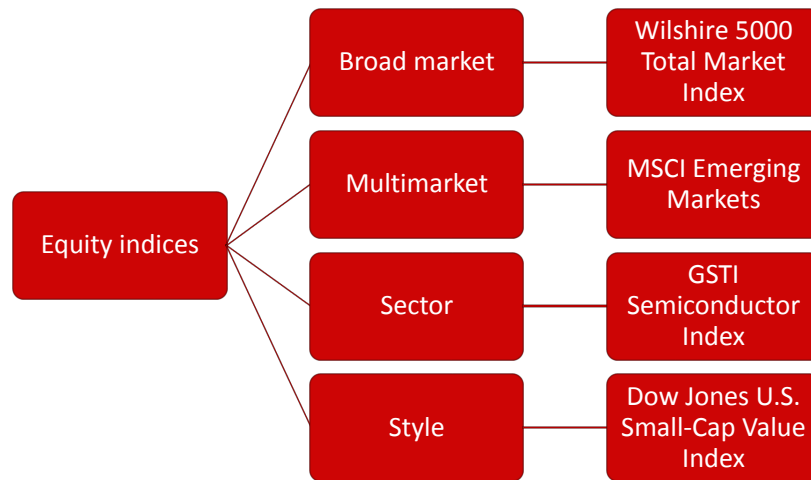 Equity indices
Broad market
Wilshire 5000
Total Market
Index
Multimarket
MSCI Emerging
Markets
Sector
GSTI
Semiconductor
Index
Style
Dow Jones U.S.
Small-Cap Value
Index